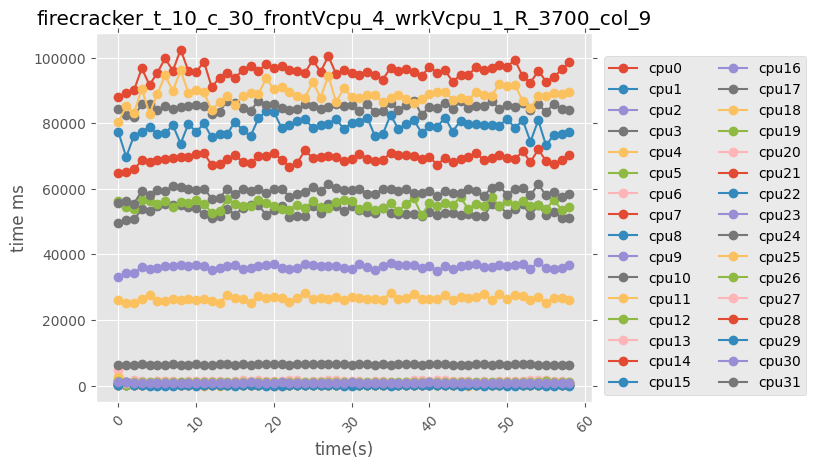 firecracker_t_10_c_30_frontVcpu_4_wrkVcpu_1_R_3700_col_9
time ms
100000
80000
60000
40000
20000
0
0 10 20 30 40 50 60
time(s)
cpu0 cpu16
cpu1 cpu17
cpu2 cpu18
cpu3 cpu19
cpu4 cpu20
cpu5 cpu21
cpu6 cpu22
cpu7 cpu23
cpu8 cpu24
cpu9 cpu25
cpu10 cpu26
cpu11 cpu27
cpu12 cpu28
cpu13 cpu29
cpu14 cpu30
cpu15 cpu31